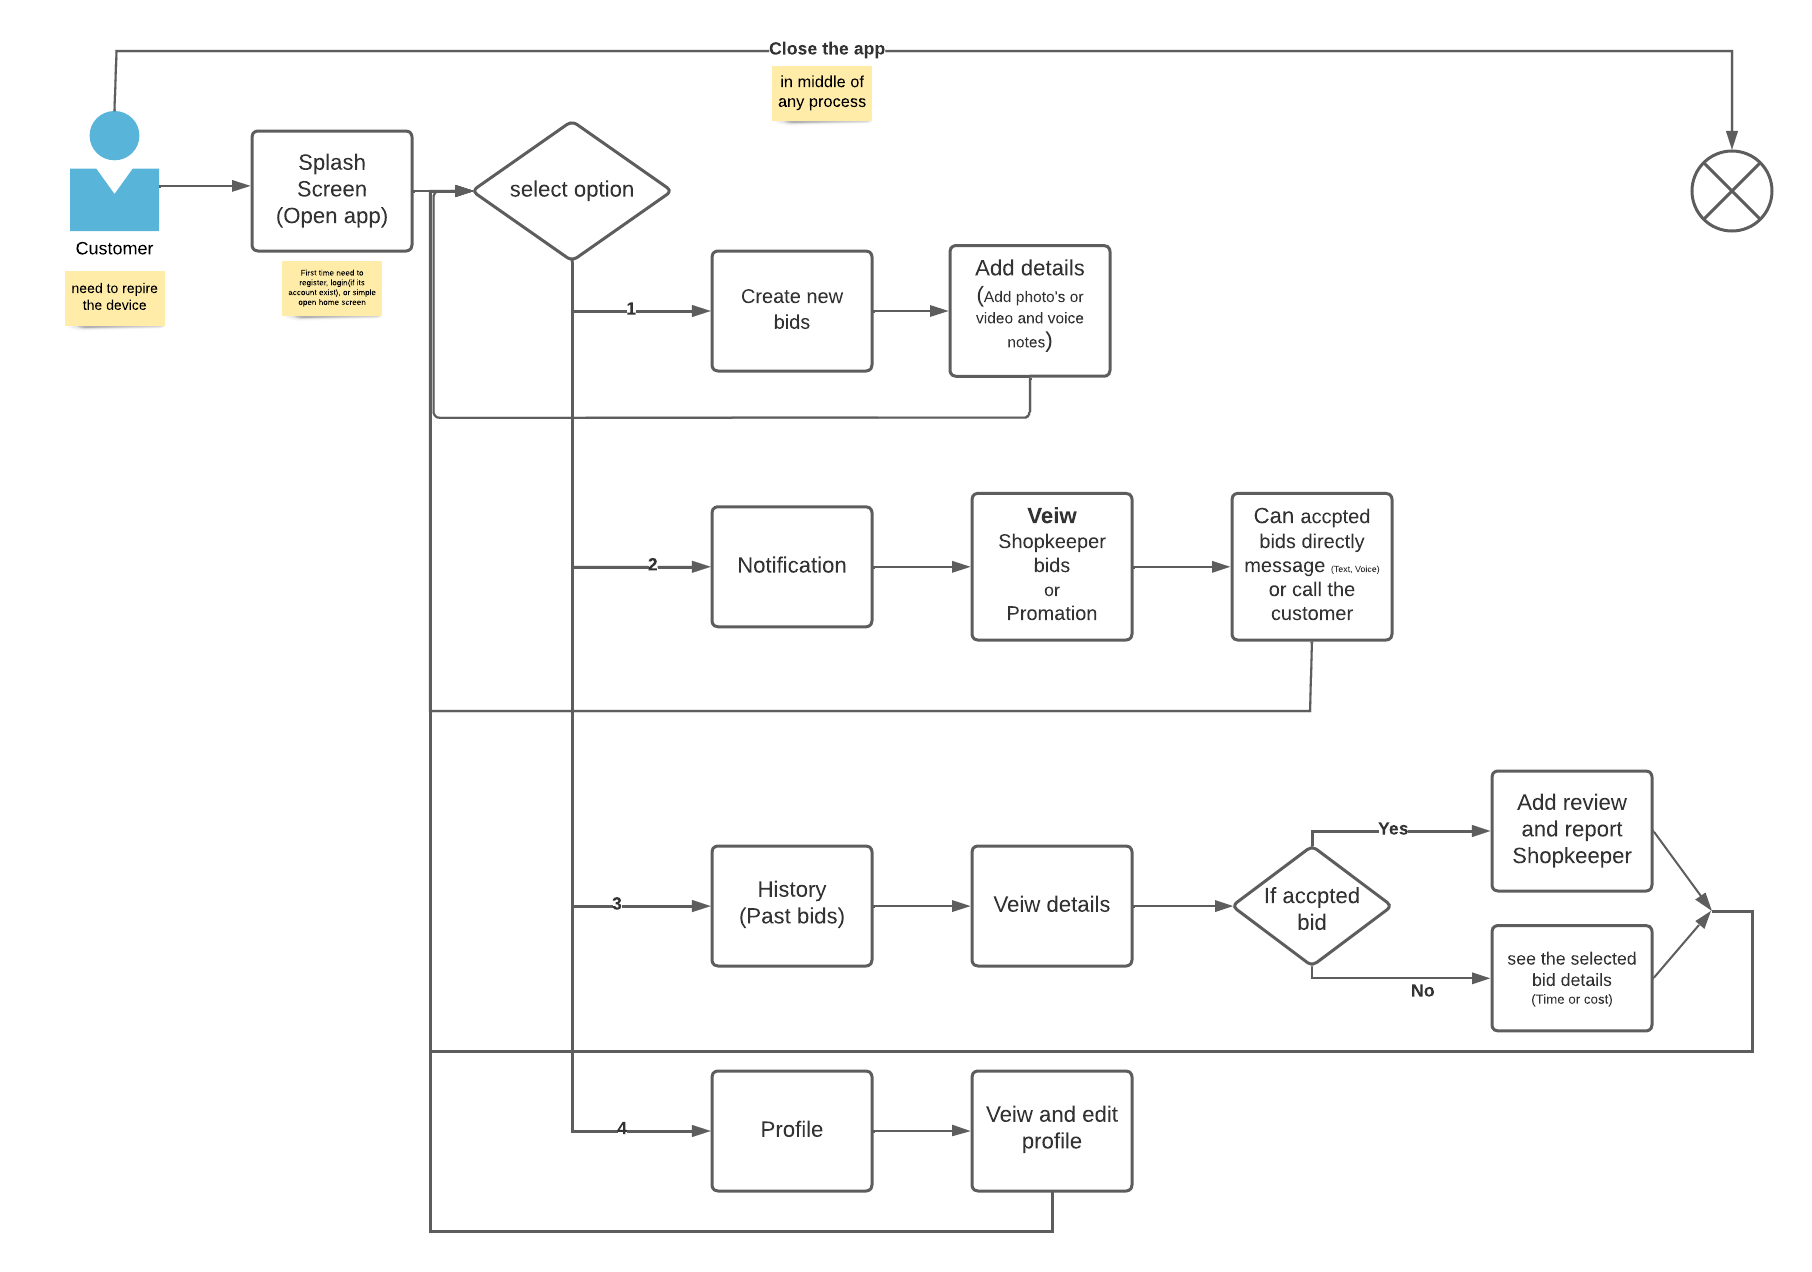 Close the app
in middle of
any process
Customer
need to repire
the device
Splash
Screen
(Open app)
First time need to
register, login(if its
account exist), or simple
open home screen
select option
1
Create new
bids
Add details
(Add photo's or
video and voice
notes)
2
Notification
Veiw
Shopkeeper
bids
or
Promation
Can accpted
bids directly
message (Text, Voice)
or call the
customer
3
History
(Past bids)
Veiw details
If accpted
bid
Yes
Add review
and report
Shopkeeper
No
see the selected
bid details
(Time or cost)
4
Profile
Veiw and edit
profile